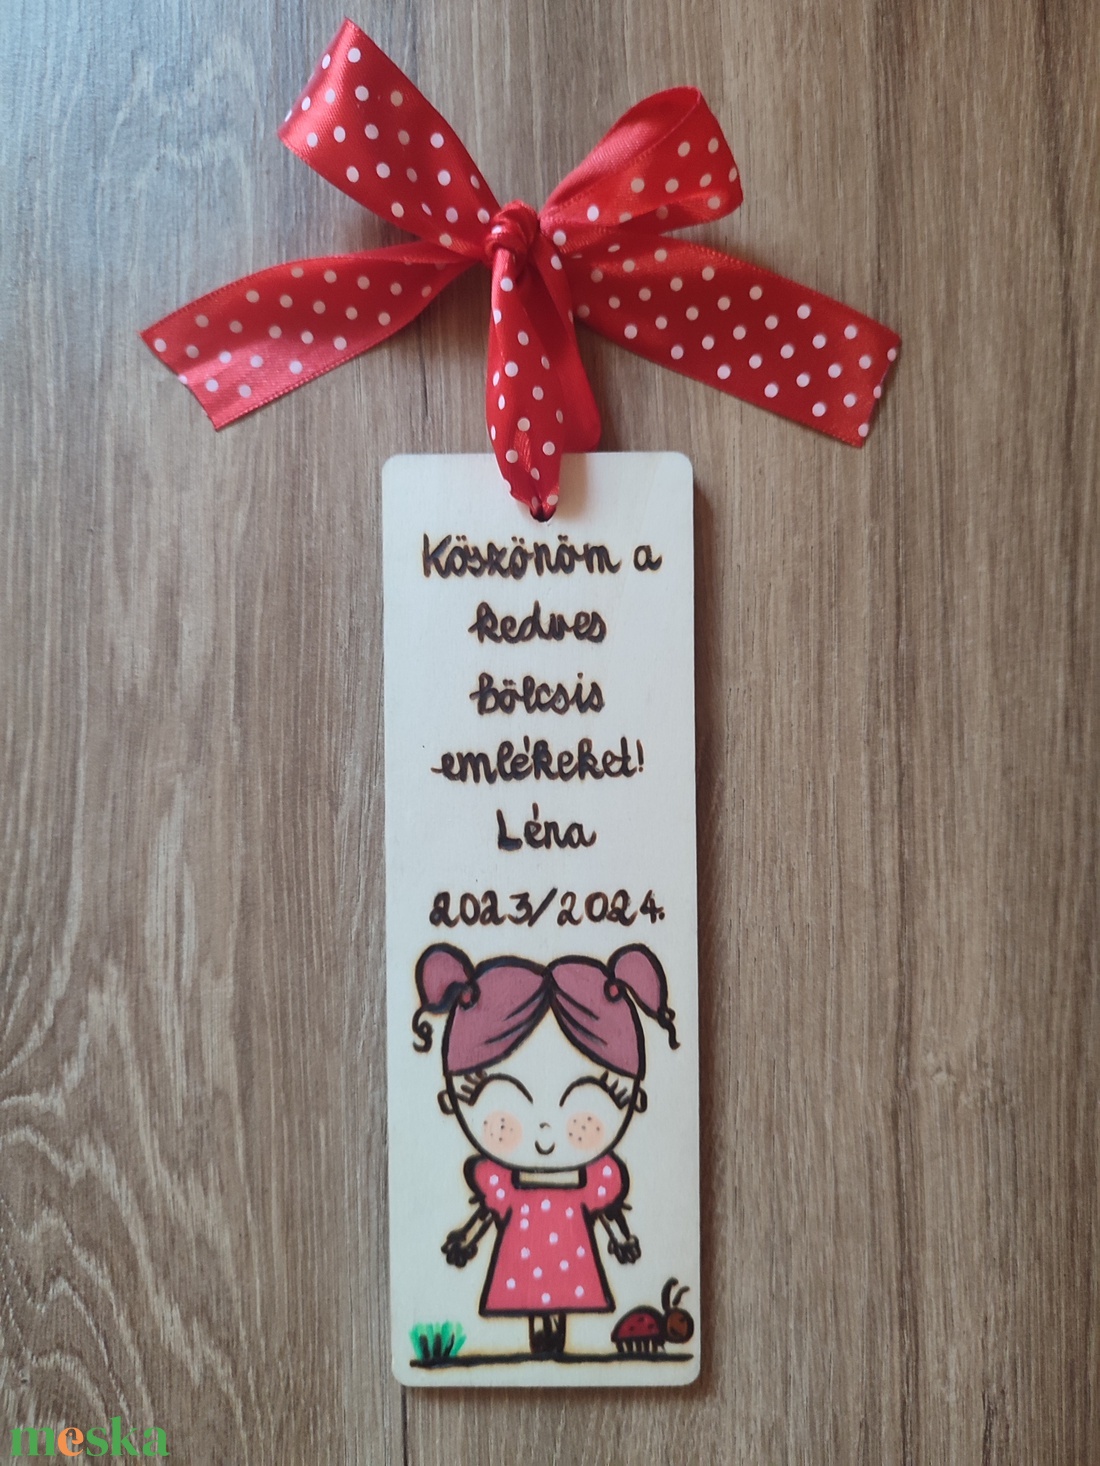 Köszönöm a
kedves
bölcsis
emlékeket!
Léna
2023/2024.
meska